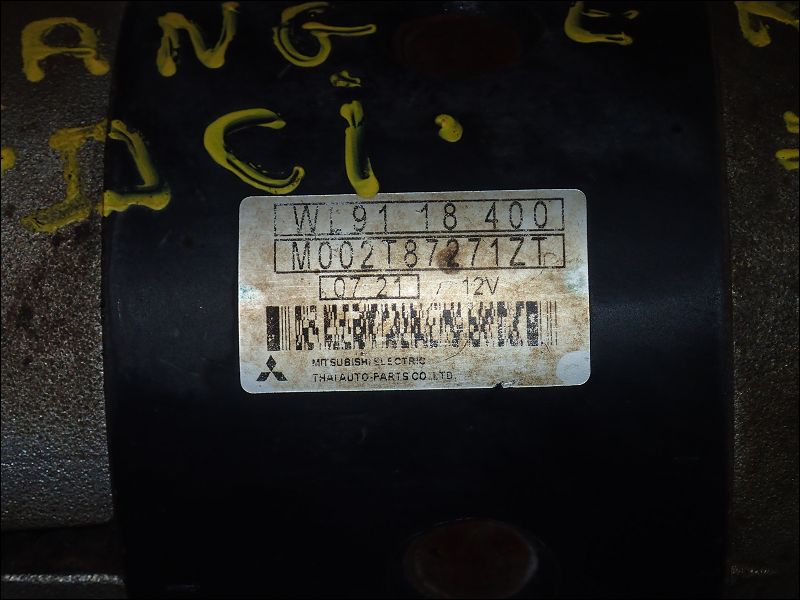 ANG E
DCi
WL91 18 400
M002T87271ZT
07.21 / 12V
MITSUBISHI ELECTRIC
THAI AUTO-PARTS CO.,LTD.